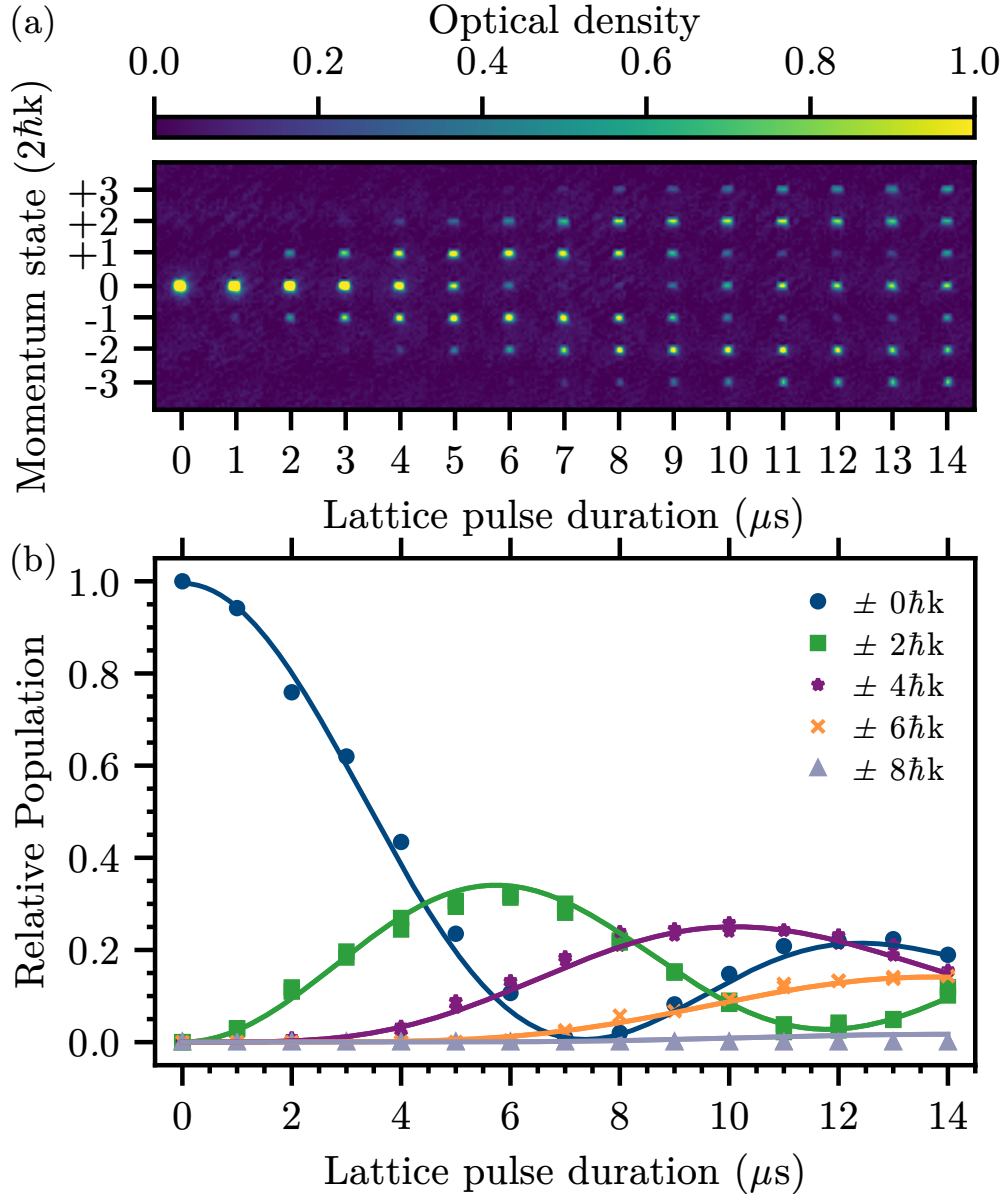 (a)
Optical density
0.0 0.2 0.4 0.6 0.8 1.0
Momentum state (2ħk)
+3
+2
+1
0
-1
-2
-3
0 1 2 3 4 5 6 7 8 9 10 11 12 13 14
Lattice pulse duration (μs)
(b)
Relative Population
1.0
0.8
0.6
0.4
0.2
0.0
± 0ħk
± 2ħk
± 4ħk
± 6ħk
± 8ħk
0 2 4 6 8 10 12 14
Lattice pulse duration (μs)